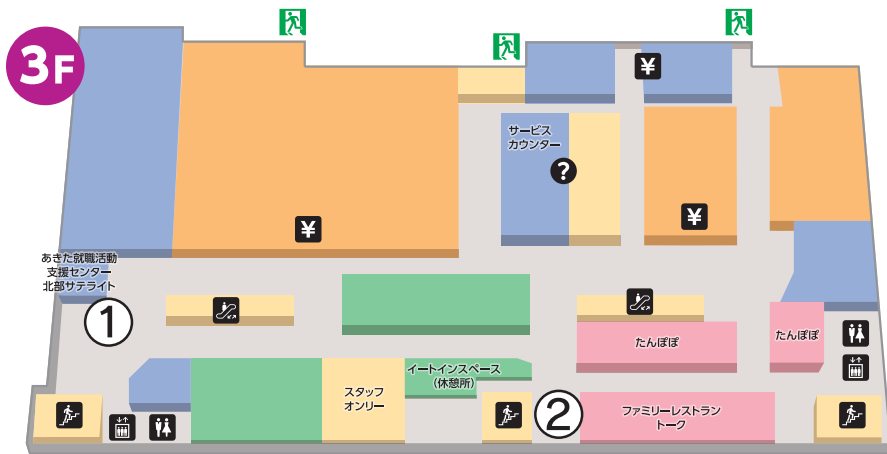 3F
¥
サービス
カウンター
?
¥
¥
あきた就職活動
支援センター
北部サテライト
①
たんぽぽ
たんぽぽ
イートインスペース
(休憩所)
スタッフ
オンリー
②
ファミリーレストラン
トーク